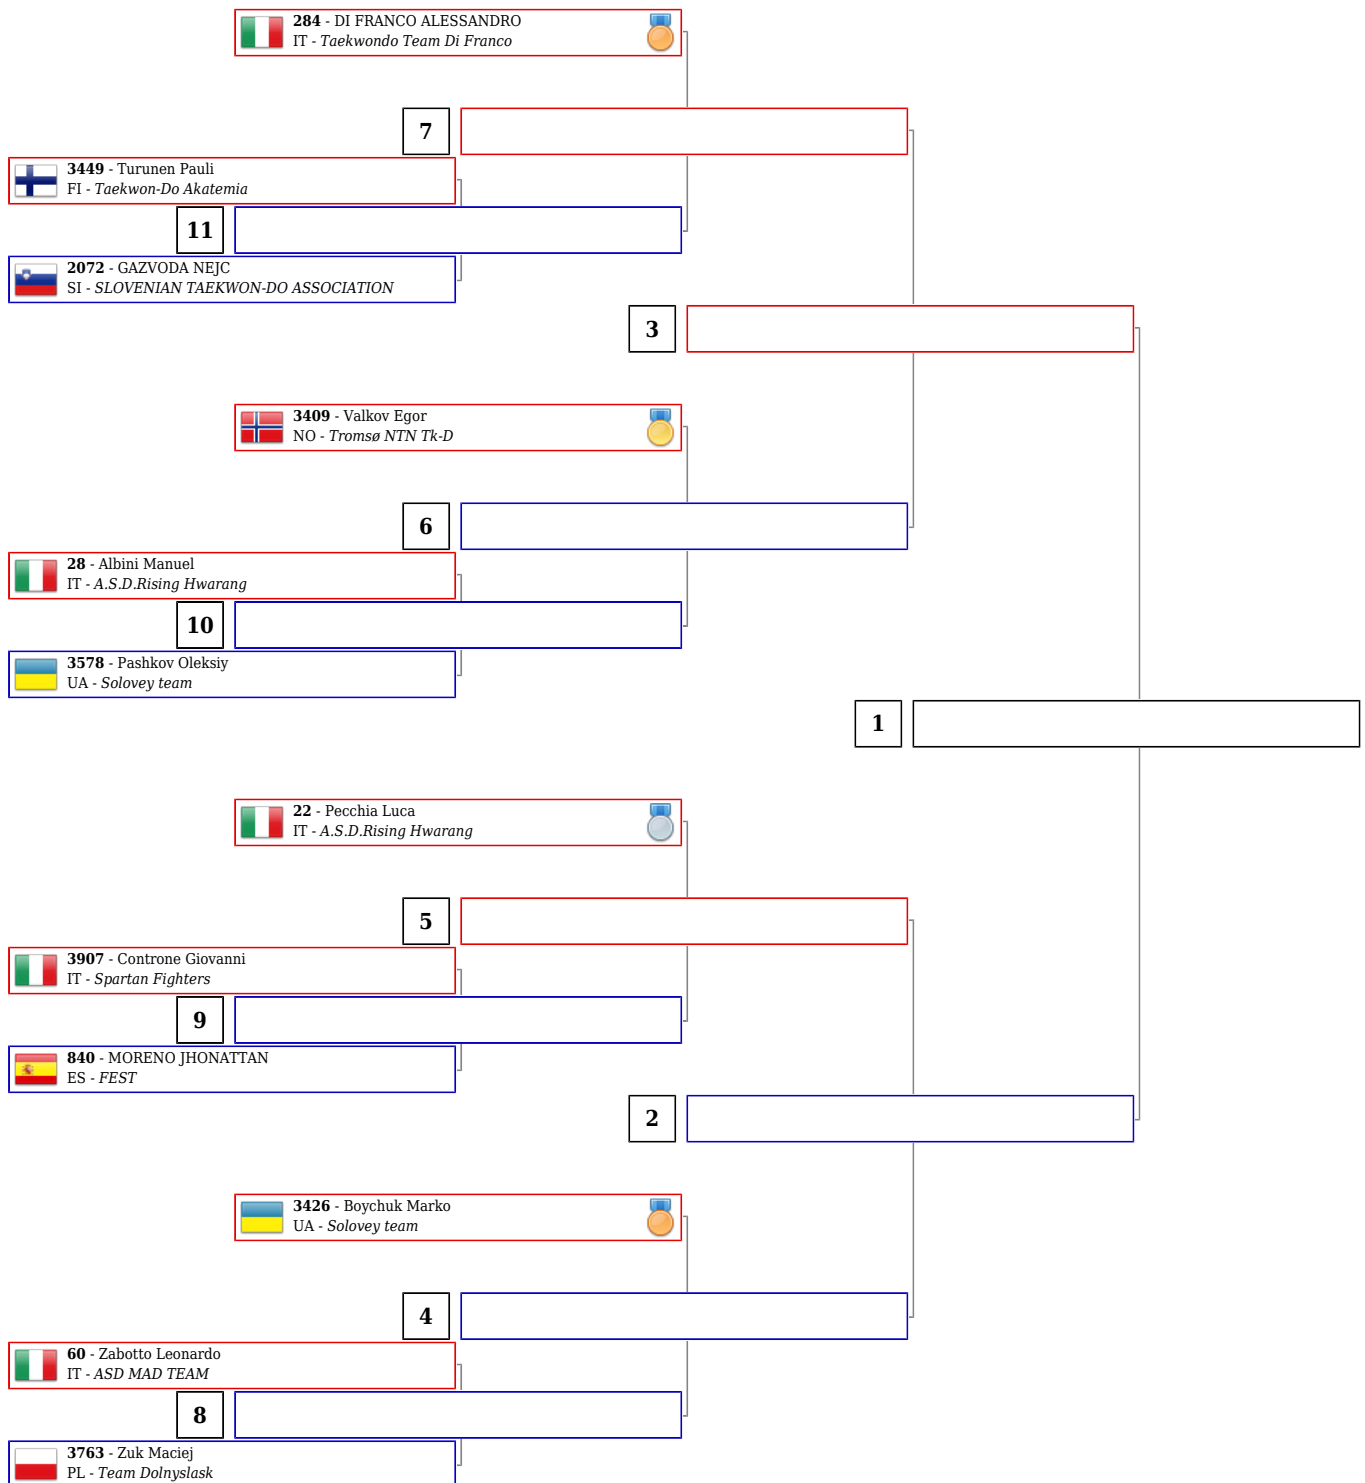 284 - DI FRANCO ALESSANDRO
IT - Taekwondo Team Di Franco
7
3449 - Turunen Pauli
FI - Taekwon-Do Akatemia
11
2072 - GAZVODA NEJC
SI - SLOVENIAN TAEKWON-DO ASSOCIATION
3
3409 - Valkov Egor
NO - Tromsø NTN Tk-D
6
28 - Albini Manuel
IT - A.S.D.Rising Hwarang
10
3578 - Pashkov Oleksiy
UA - Solovey team
1
22 - Pecchia Luca
IT - A.S.D.Rising Hwarang
5
3907 - Controne Giovanni
IT - Spartan Fighters
9
840 - MORENO JHONATTAN
ES - FEST
2
3426 - Boychuk Marko
UA - Solovey team
4
60 - Zabotto Leonardo
IT - ASD MAD TEAM
8
3763 - Zuk Maciej
PL - Team Dolnyslask